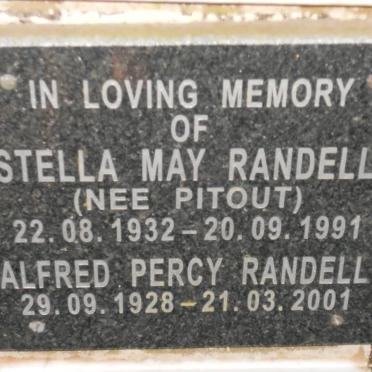 IN LOVING MEMORY
OF
STELLA MAY RANDELL
(NEE PITOUT)
22.08.1932 – 20.09.1991
ALFRED PERCY RANDELL
29.09.1928 – 21.03.2001